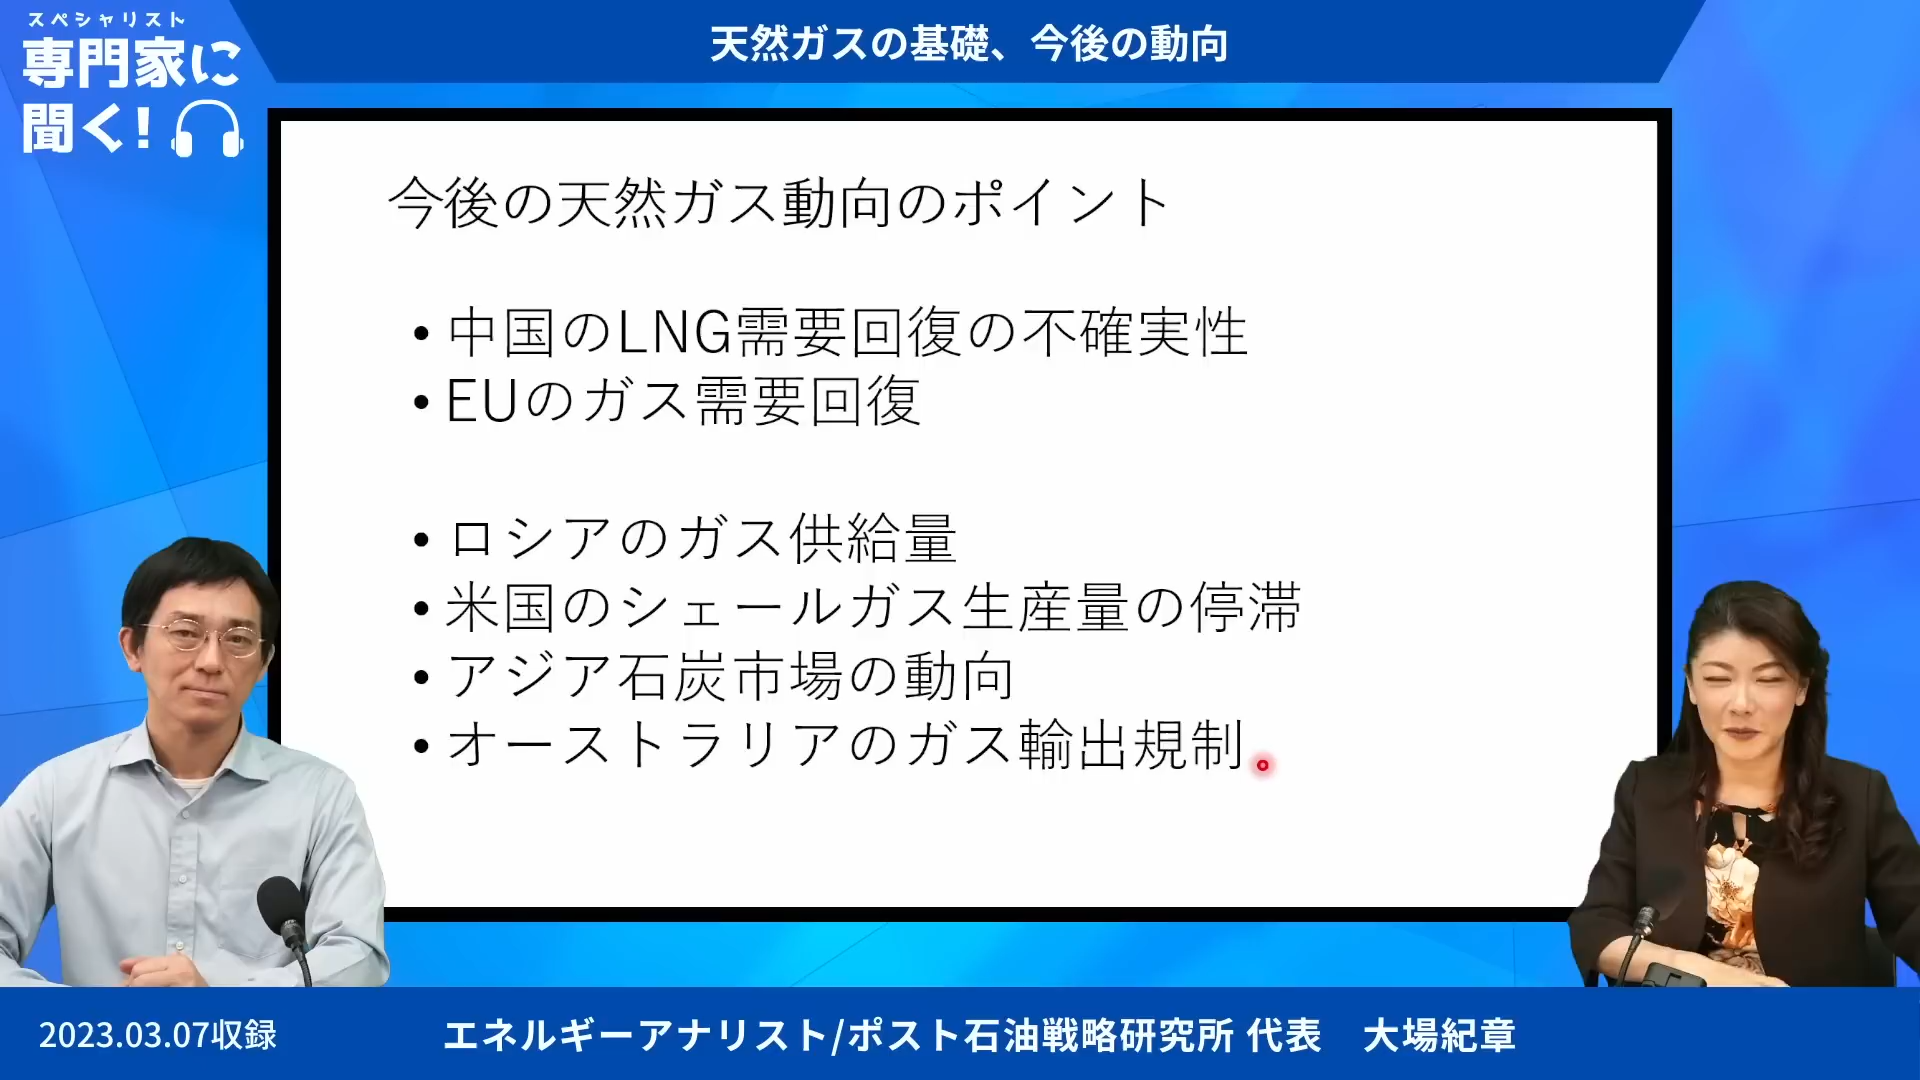 スペシャリスト
専門家に
聞く!
天然ガスの基礎、今後の動向
今後の天然ガス動向のポイント
• 中国のLNG需要回復の不確実性
• EUのガス需要回復
• ロシアのガス供給量
• 米国のシェールガス生産量の停滞
• アジア石炭市場の動向
• オーストラリアのガス輸出規制
2023.03.07収録
エネルギーアナリスト/ポスト石油戦略研究所 代表　大場紀章